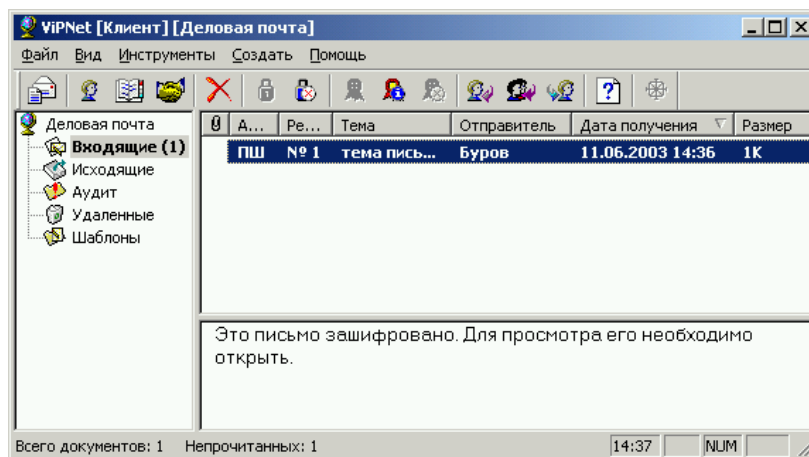 ViPNet [Клиент] [Деловая почта]
Файл Вид Инструменты Создать Помощь
Деловая почта
Входящие (1)
Исходящие
Аудит
Удаленные
Шаблоны
А... Ре... Тема Отправитель Дата получения Размер
ПШ № 1 тема пись... Буров 11.06.2003 14:36 1K
Это письмо зашифровано. Для просмотра его необходимо
открыть.
Всего документов: 1 Непрочитанных: 1 14:37 NUM